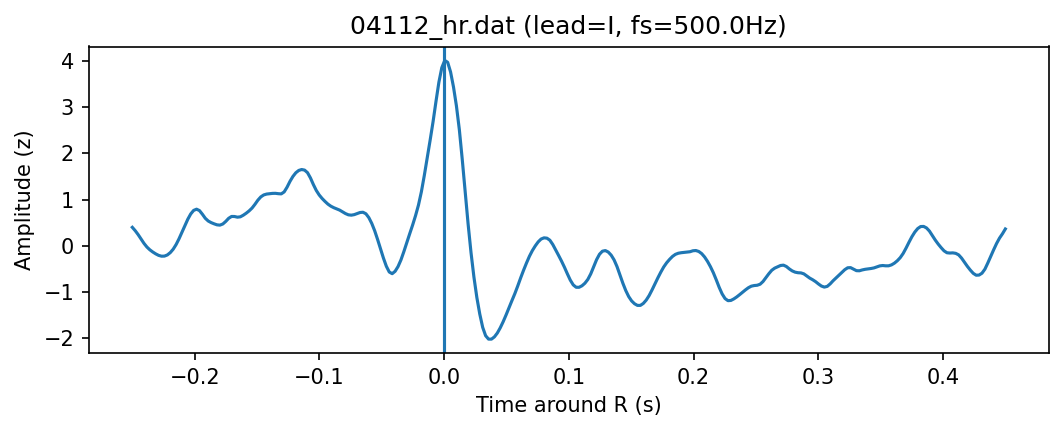 04112_hr.dat (lead=I, fs=500.0Hz)
Amplitude (z)
4
3
2
1
0
−1
−2
−0.2 −0.1 0.0 0.1 0.2 0.3 0.4
Time around R (s)